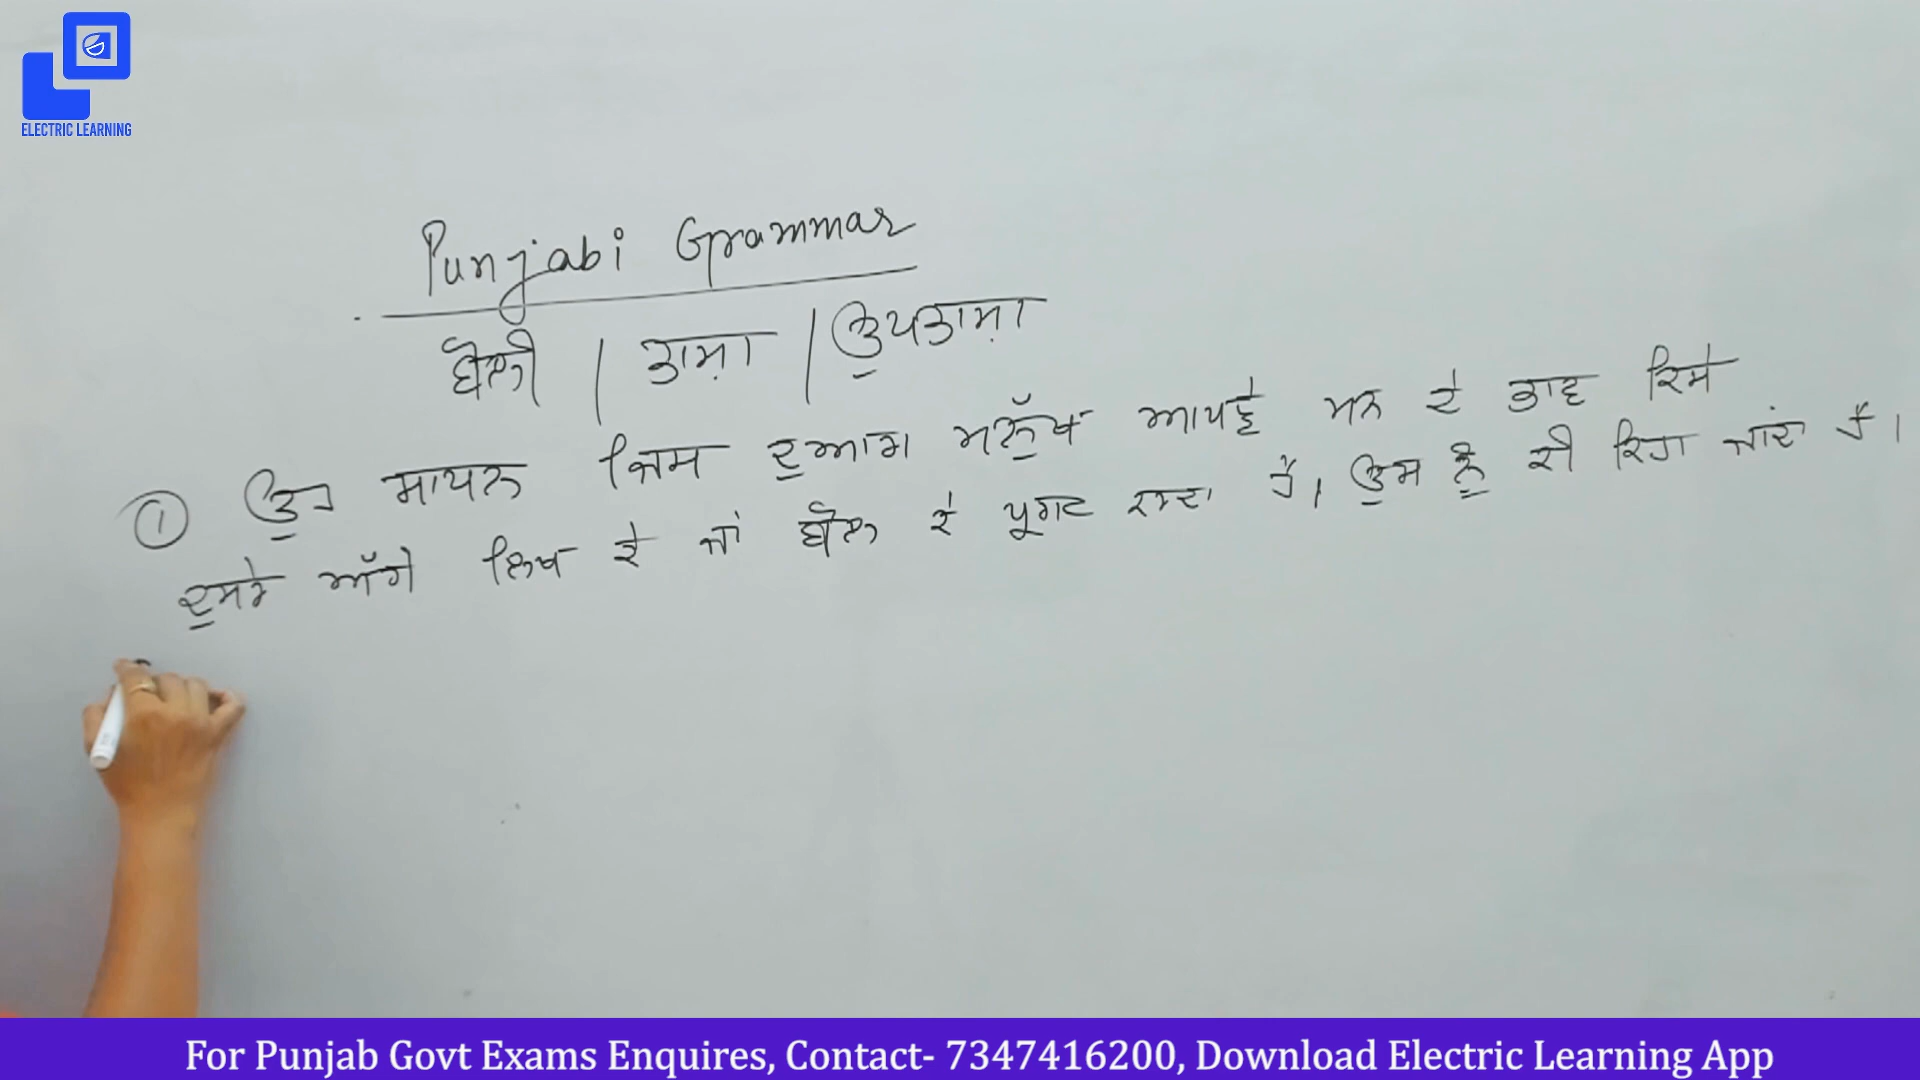 ELECTRIC LEARNING
Punjabi Grammar
ਬੋਲੀ / ਭਾਸ਼ਾ / ਉਪਭਾਸ਼ਾ
① ਉਹ ਸਾਧਨ ਜਿਸ ਦੁਆਰਾ ਮਨੁੱਖ ਆਪਣੇ ਮਨ ਦੇ ਭਾਵ ਕਿਸੇ
ਦੂਸਰੇ ਅੱਗੇ ਲਿਖ ਕੇ ਜਾਂ ਬੋਲ ਕੇ ਪ੍ਰਗਟ ਕਰਦਾ ਹੈ। ਉਸ ਨੂੰ ਕੀ ਕਿਹਾ ਜਾਂਦਾ ਹੈ।
For Punjab Govt Exams Enquires, Contact- 7347416200, Download Electric Learning App